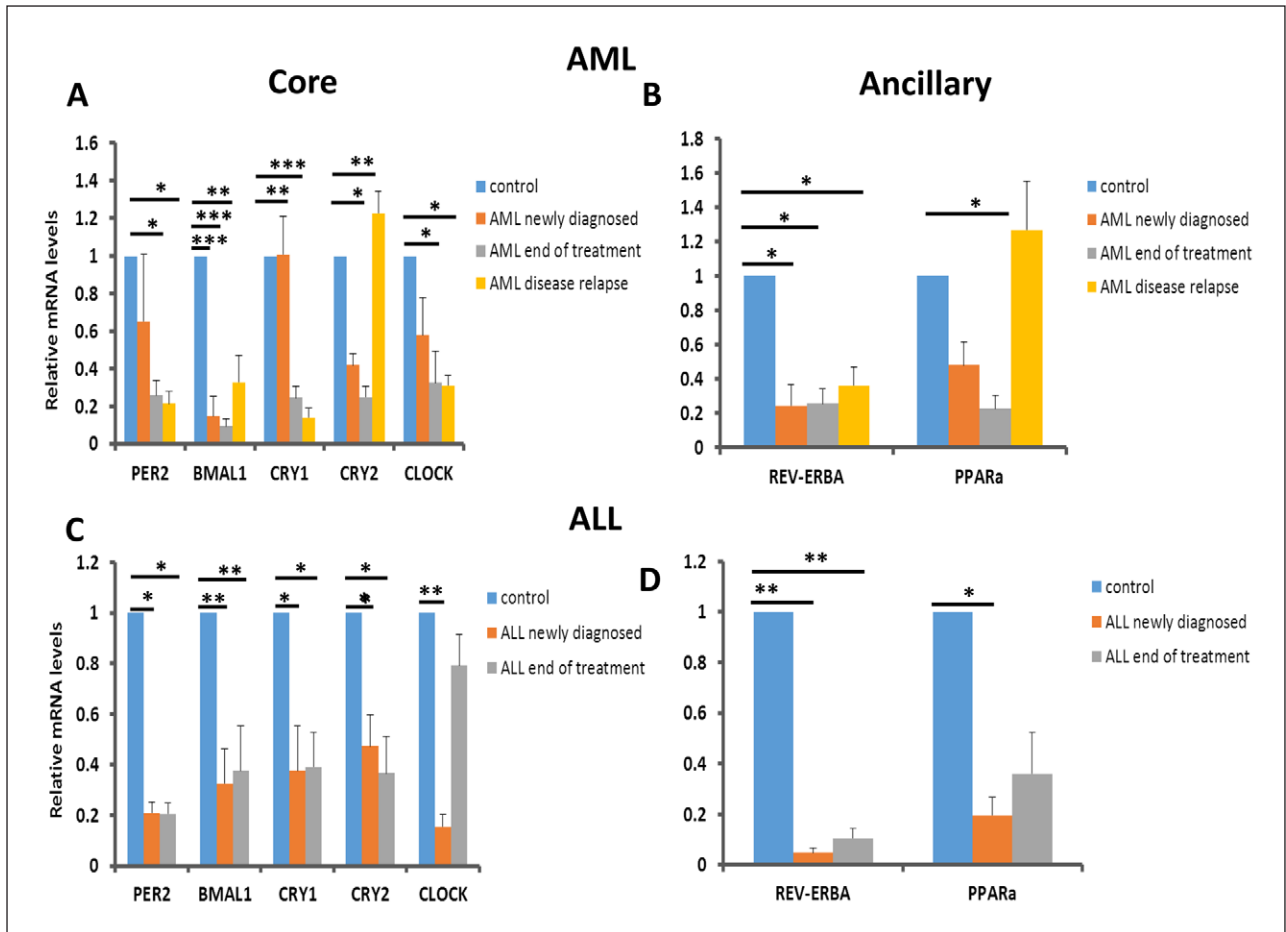 AML
Core
Ancillary
A
Relative mRNA levels
1.6
1.4
1.2
1
0.8
0.6
0.4
0.2
0
* *
** *** ***
*** **
** *
* *
PER2 BMAL1 CRY1 CRY2 CLOCK
control
AML newly diagnosed
AML end of treatment
AML disease relapse
B
1.8
1.6
1.4
1.2
1
0.8
0.6
0.4
0.2
0
* * *
*
REV-ERBA PPARa
control
AML newly diagnosed
AML end of treatment
AML disease relapse
ALL
C
Relative mRNA levels
1.2
1
0.8
0.6
0.4
0.2
0
* *
** **
* *
* *
**
PER2 BMAL1 CRY1 CRY2 CLOCK
control
ALL newly diagnosed
ALL end of treatment
D
1.2
1
0.8
0.6
0.4
0.2
0
** **
*
REV-ERBA PPARa
control
ALL newly diagnosed
ALL end of treatment